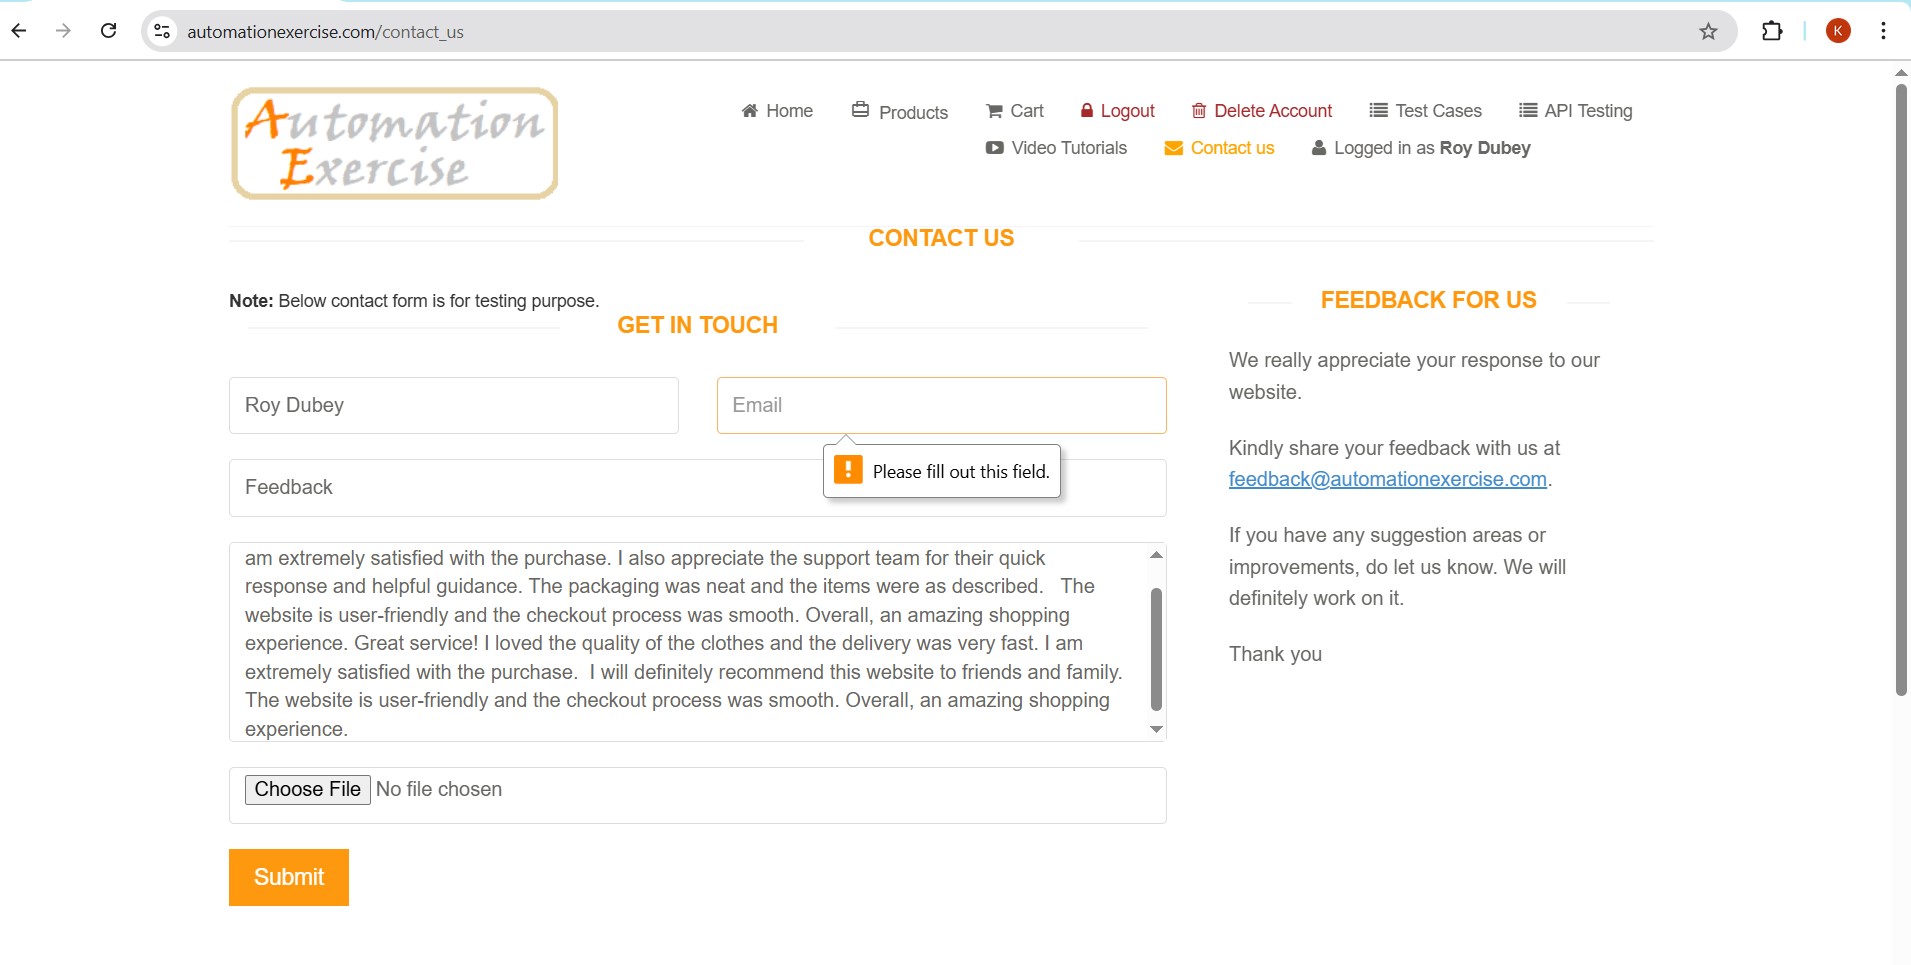 automationexercise.com/contact_us
K
Automation
Exercise
Home Products Cart Logout Delete Account Test Cases API Testing
Video Tutorials Contact us Logged in as Roy Dubey
CONTACT US
Note: Below contact form is for testing purpose.
GET IN TOUCH
Roy Dubey
Email
Please fill out this field.
Feedback
am extremely satisfied with the purchase. I also appreciate the support team for their quick
response and helpful guidance. The packaging was neat and the items were as described.   The
website is user-friendly and the checkout process was smooth. Overall, an amazing shopping
experience. Great service! I loved the quality of the clothes and the delivery was very fast. I am
extremely satisfied with the purchase.  I will definitely recommend this website to friends and family.
The website is user-friendly and the checkout process was smooth. Overall, an amazing shopping
experience.
Choose File No file chosen
Submit
FEEDBACK FOR US
We really appreciate your response to our
website.
Kindly share your feedback with us at
feedback@automationexercise.com.
If you have any suggestion areas or
improvements, do let us know. We will
definitely work on it.
Thank you